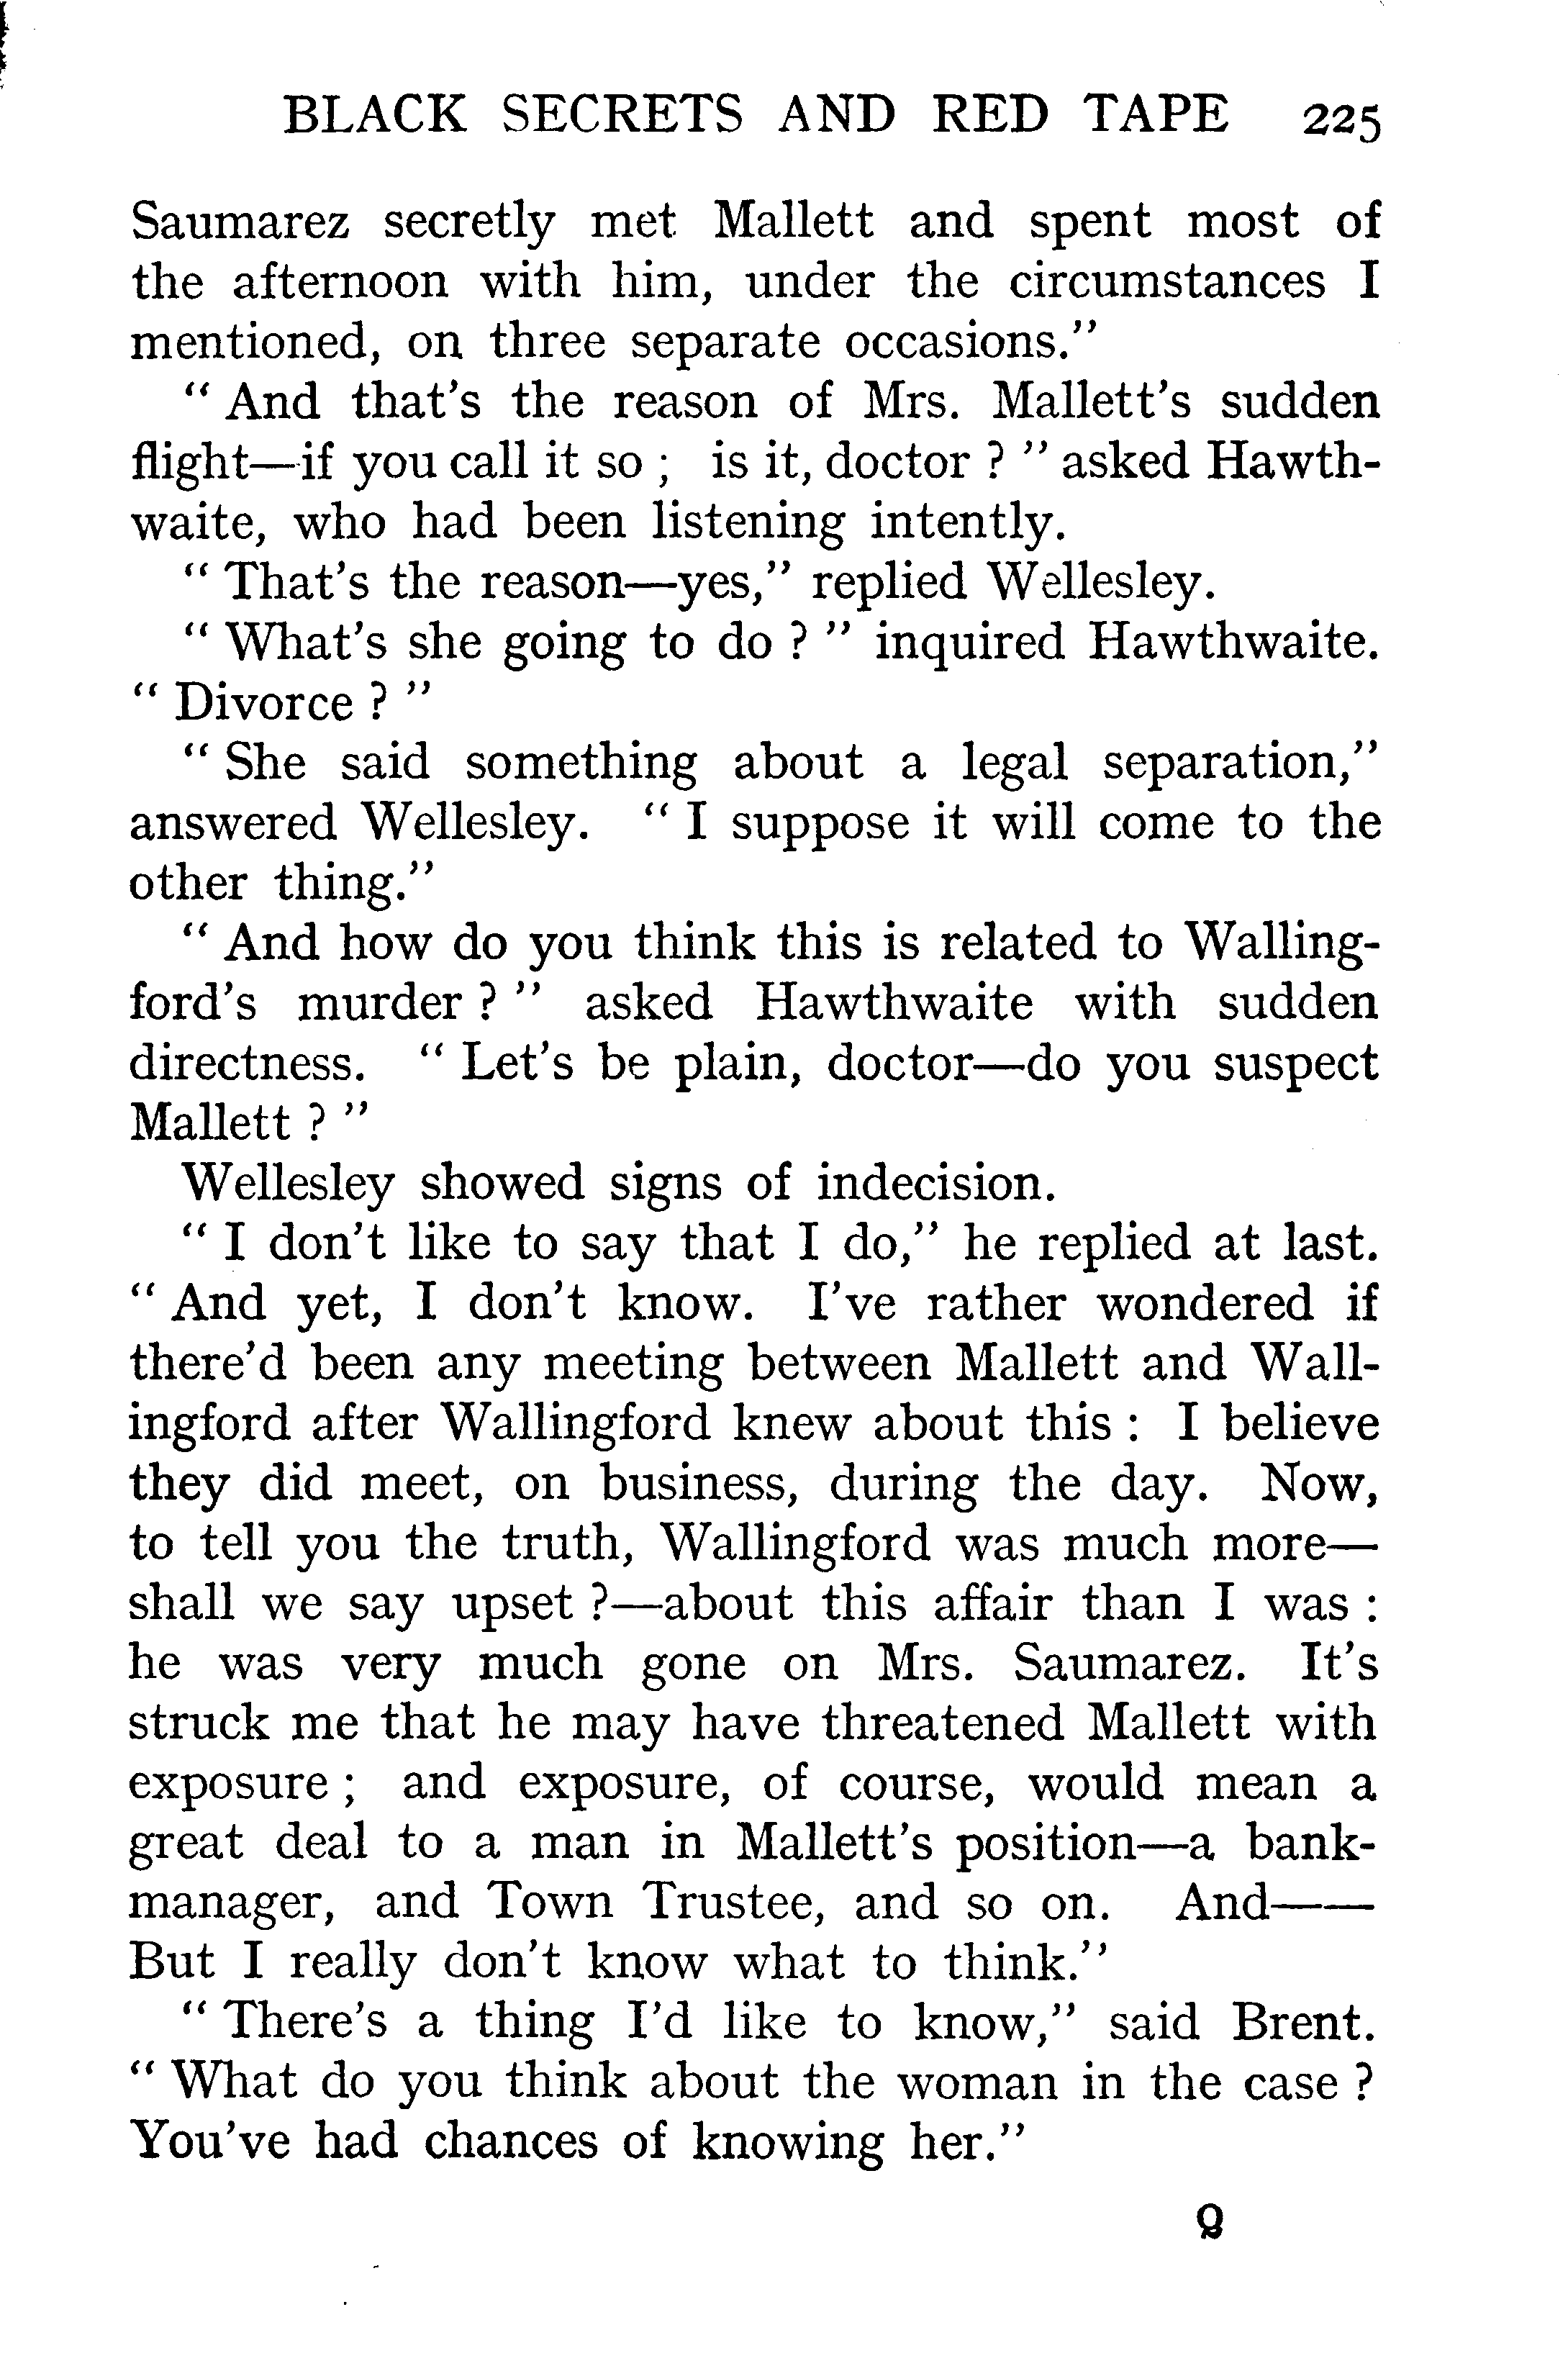 BLACK SECRETS AND RED TAPE 225
Saumarez secretly met Mallett and spent most of
the afternoon with him, under the circumstances I
mentioned, on three separate occasions.”
“ And that’s the reason of Mrs. Mallett’s sudden
flight—if you call it so ; is it, doctor ? ” asked Hawth-
waite, who had been listening intently.
“ That’s the reason—yes,” replied Wellesley.
“ What’s she going to do ? ” inquired Hawthwaite.
“ Divorce ? ”
“ She said something about a legal separation,”
answered Wellesley. “ I suppose it will come to the
other thing.”
“ And how do you think this is related to Walling-
ford’s murder ? ” asked Hawthwaite with sudden
directness. “ Let’s be plain, doctor—do you suspect
Mallett ? ”
Wellesley showed signs of indecision.
“ I don’t like to say that I do,” he replied at last.
“ And yet, I don’t know. I’ve rather wondered if
there’d been any meeting between Mallett and Wall-
ingford after Wallingford knew about this : I believe
they did meet, on business, during the day. Now,
to tell you the truth, Wallingford was much more—
shall we say upset ?—about this affair than I was :
he was very much gone on Mrs. Saumarez. It’s
struck me that he may have threatened Mallett with
exposure ; and exposure, of course, would mean a
great deal to a man in Mallett’s position—a bank-
manager, and Town Trustee, and so on. And——
But I really don’t know what to think.”
“ There’s a thing I’d like to know,” said Brent.
“ What do you think about the woman in the case ?
You’ve had chances of knowing her.”
Q